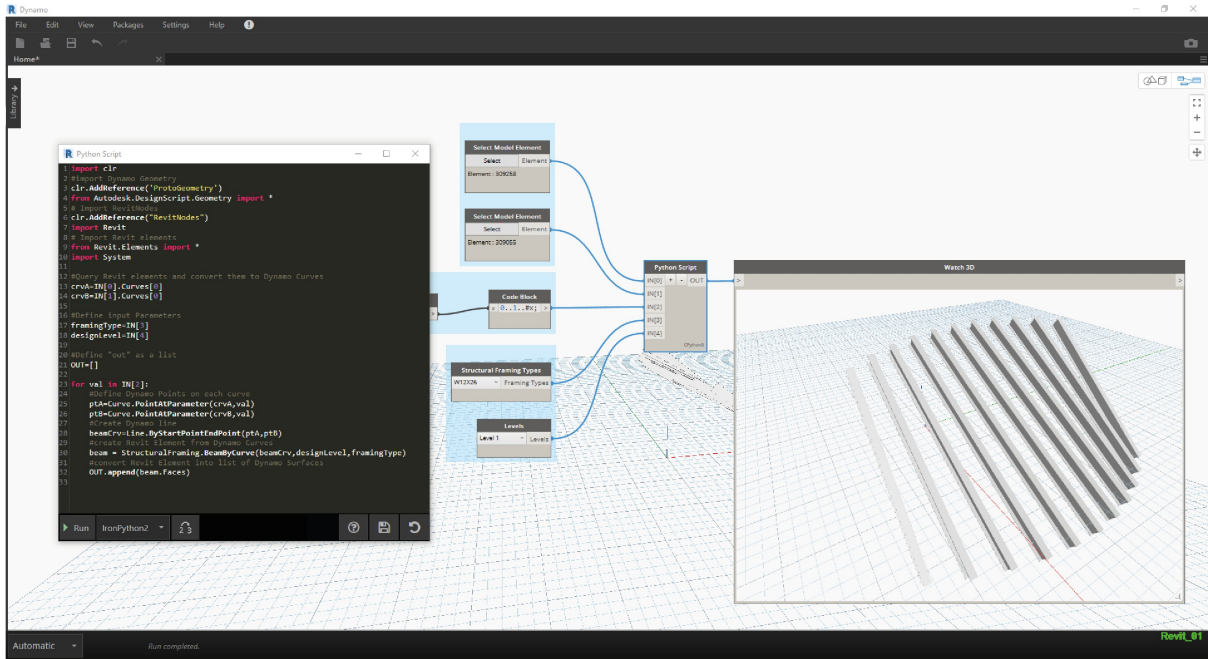 Dynamo
File Edit View Packages Settings Help
Home*
Library
Python Script
1 import clr
2 #import Dynamo Geometry
3 clr.AddReference('ProtoGeometry')
4 from Autodesk.DesignScript.Geometry import *
5 # Import RevitNodes
6 clr.AddReference("RevitNodes")
7 import Revit
8 # Import Revit elements
9 from Revit.Elements import *
10 import System
11
12 #Query Revit elements and convert them to Dynamo Curves
13 crvA=IN[0].Curves[0]
14 crvB=IN[1].Curves[0]
15
16 #Define input Parameters
17 framingType=IN[3]
18 designLevel=IN[4]
19
20 #Define "out" as a list
21 OUT=[]
22
23 for val in IN[2]:
24 #Define Dynamo Points on each curve
25 ptA=Curve.PointAtParameter(crvA,val)
26 ptB=Curve.PointAtParameter(crvB,val)
27 #Create Dynamo line
28 beamCrv=Line.ByStartPointEndPoint(ptA,ptB)
29 #create Revit Element from Dynamo Curves
30 beam = StructuralFraming.BeamByCurve(beamCrv,designLevel,framingType)
31 #convert Revit Element into list of Dynamo Surfaces
32 OUT.append(beam.Faces)
33
Run IronPython2 2 3
Select Model Element
Select Element
Element : 309258
Select Model Element
Select Element
Element : 309055
Code Block
> 0..1..#x; >
Structural Framing Types
W12X26 Framing Types
Levels
Level 1 Levels
Python Script
IN[0] + - OUT
IN[1]
IN[2]
IN[3]
IN[4]
CPython3
Watch 3D
> >
Automatic
Run completed.
Revit_01